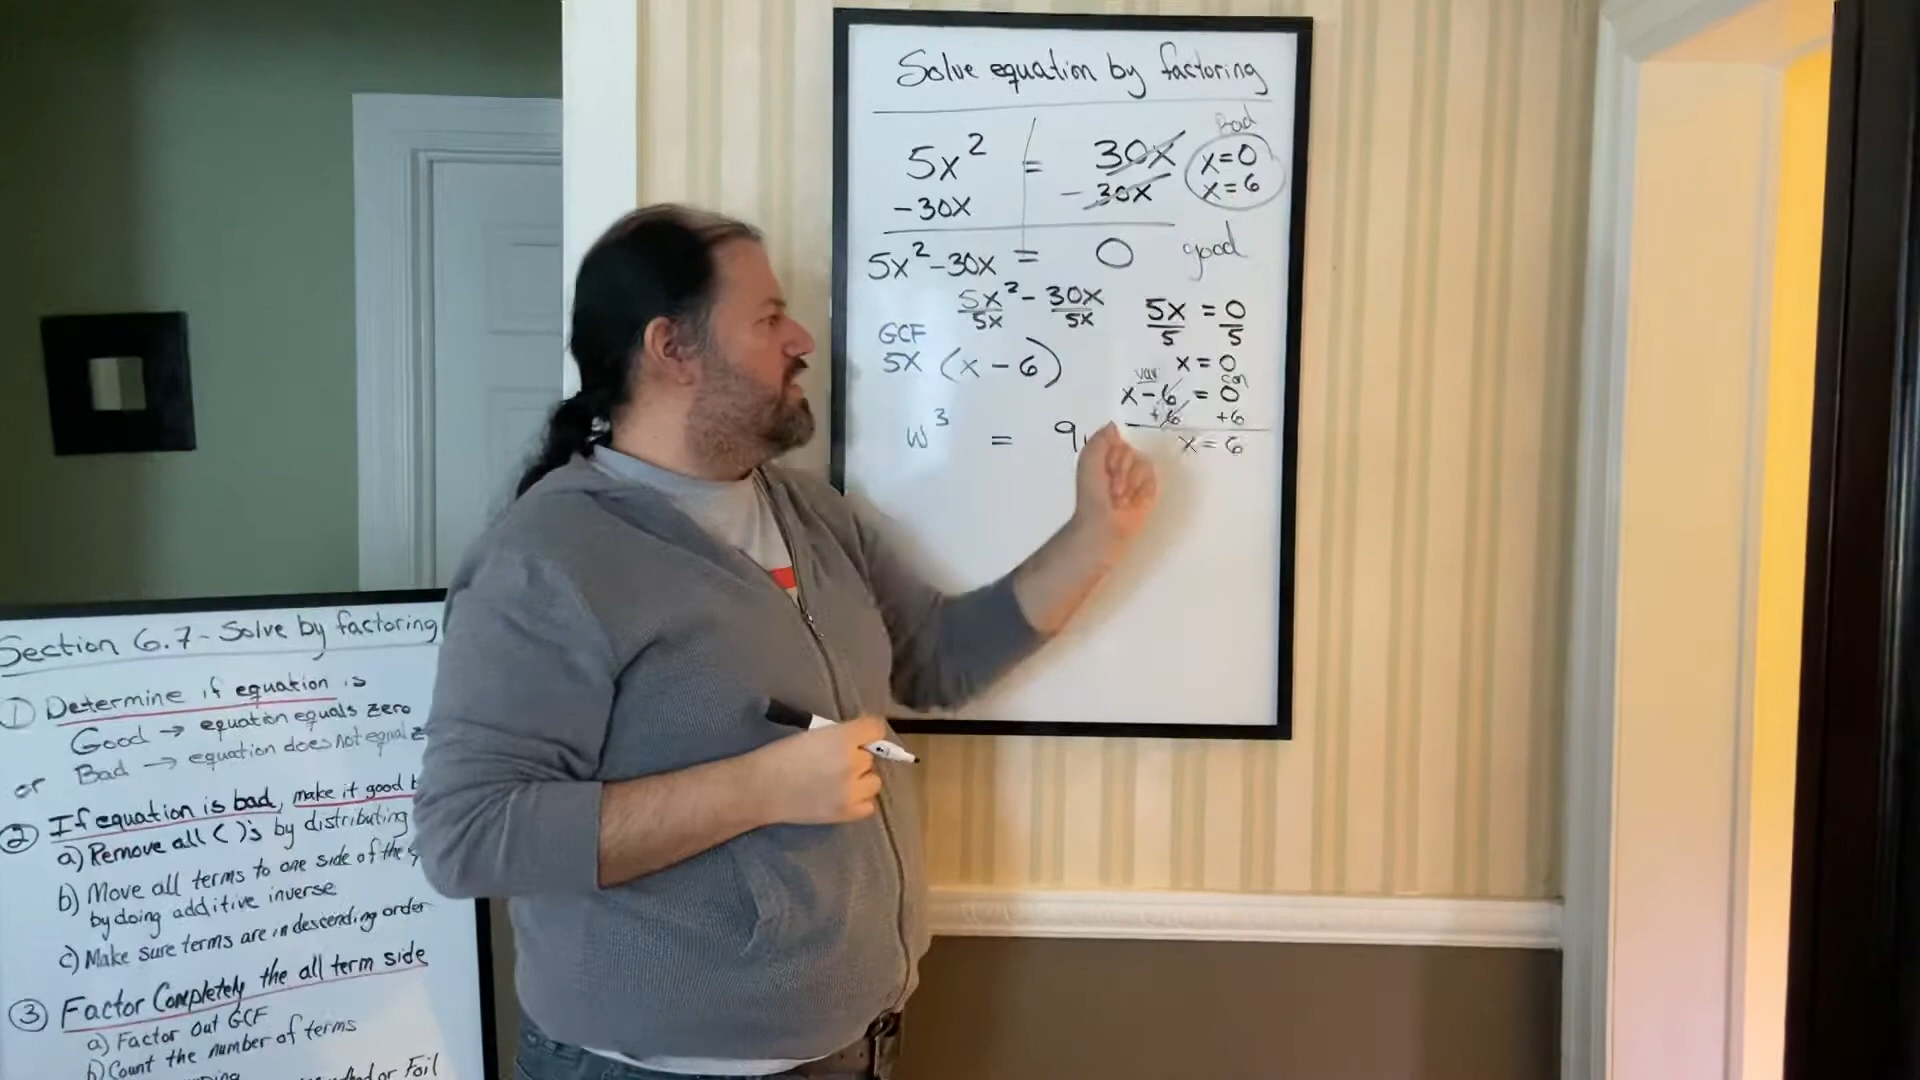 Solve equation by factoring
Bad
5x² = 30x
-30x - 30x
x=0
x=6
5x²-30x = 0 good
5x² - 30x
5x 5x
GCF
5x (x - 6)
5x = 0
5 5
x = 0
var con
x - 6 = 0
+ 6 +6
x = 6
w³ = 9
Section 6.7 - Solve by factoring
① Determine if equation is
Good → equation equals zero
or Bad → equation does not equal
② If equation is bad, make it good
a) Remove all ( )'s by distributing
b) Move all terms to one side of the
by doing additive inverse
c) Make sure terms are in descending order
③ Factor Completely the all term side
a) Factor out GCF
b) Count the number of terms
or Foil